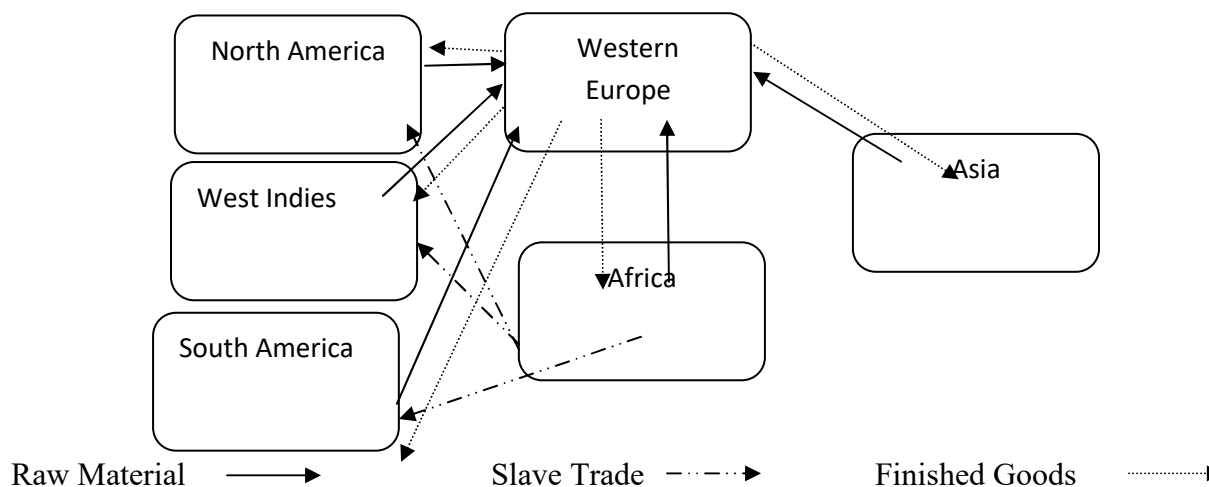 North America
Western
Europe
Asia
West Indies
Africa
South America
Raw Material
Slave Trade
Finished Goods